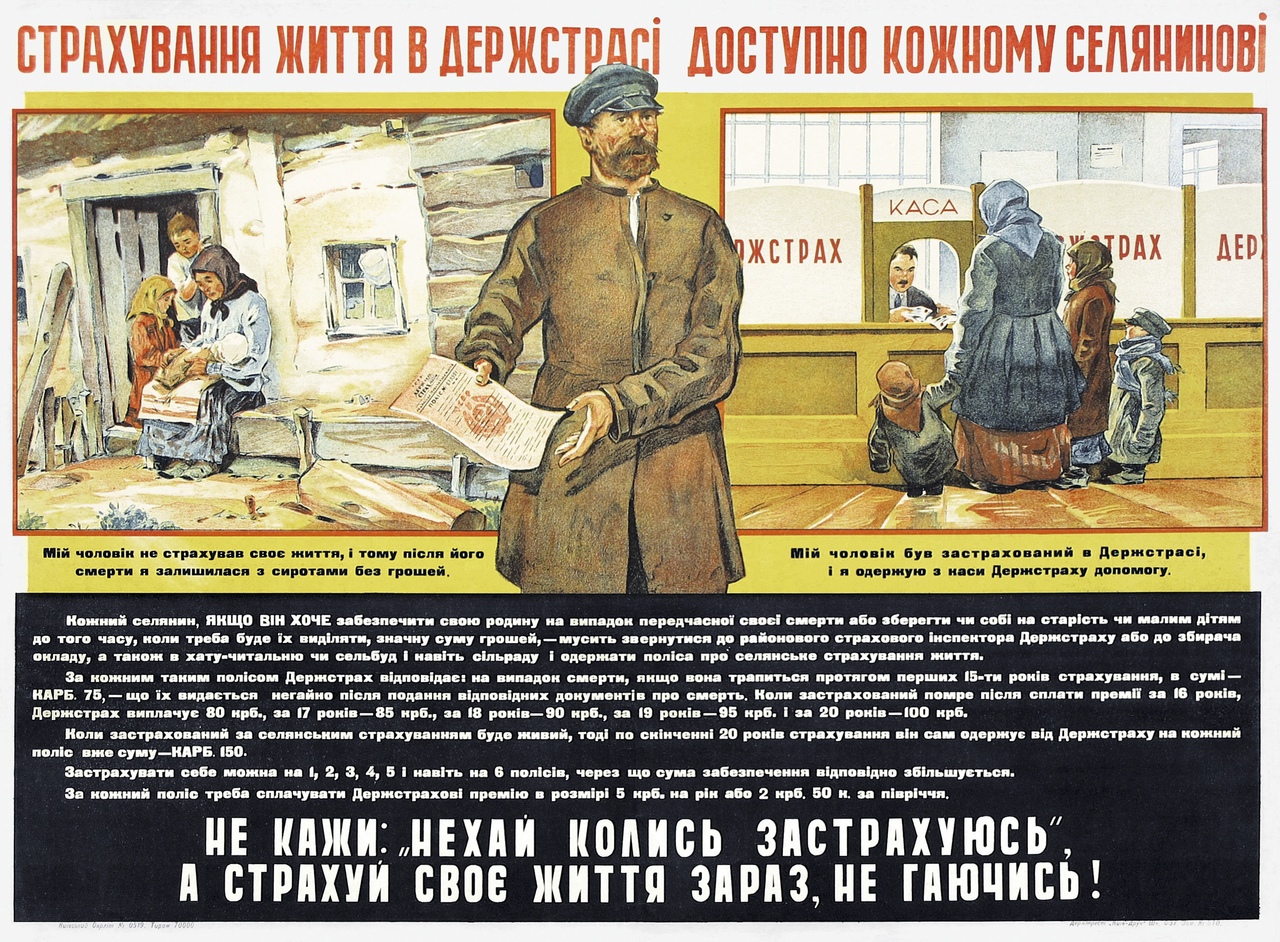 СТРАХУВАННЯ ЖИТТЯ В ДЕРЖСТРАСІ ДОСТУПНО КОЖНОМУ СЕЛЯНИНОВІ
КАСА
РЖСТРАХ
ТРАХ
ДЕР
Мій чоловік не страхував своє життя, і тому після його
смерти я залишилася з сиротами без грошей.
Мій чоловік був застрахований в Держстрасі,
і я одержую з каси Держстраху допомогу.
Кожний селянин, ЯКЩО ВІН ХОЧЕ забезпечити свою родину на випадок передчасної своєї смерти або зберегти чи собі на старість чи малим дітям
до того часу, коли треба буде їх виділяти, значну суму грошей,—мусить звернутися до районового страхового інспектора Держстраху або до збирача
окладу, а також в хату-читальню чи сельбуд і навіть сільраду і одержати поліса про селянське страхування життя.
За кожним таким полісом Держстрах відповідає: на випадок смерти, якщо вона трапиться протягом перших 15-ти років страхування, в сумі—
КАРБ. 75,—що їх видається негайно після подання відповідних документів про смерть. Коли застрахований помре після сплати премії за 16 років,
Держстрах виплачує 80 крб., за 17 років—85 крб., за 18 років—90 крб., за 19 років—95 крб. і за 20 років—100 крб.
Коли застрахований за селянським страхуванням буде живий, тоді по скінченні 20 років страхування він сам одержує від Держстраху на кожний
поліс вже суму—КАРБ. 150.
Застрахувати себе можна на 1, 2, 3, 4, 5 і навіть на 6 полісів, через що сума забезпечення відповідно збільшується.
За кожний поліс треба сплачувати Держстрахові премію в розмірі 5 крб. на рік або 2 крб. 50 к. за півріччя.
НЕ КАЖИ: „НЕХАЙ КОЛИСЬ ЗАСТРАХУЮСЬ",
А СТРАХУЙ СВОЄ ЖИТТЯ ЗАРАЗ, НЕ ГАЮЧИСЬ!
Київський Окрліт № 6519. Тираж 70000